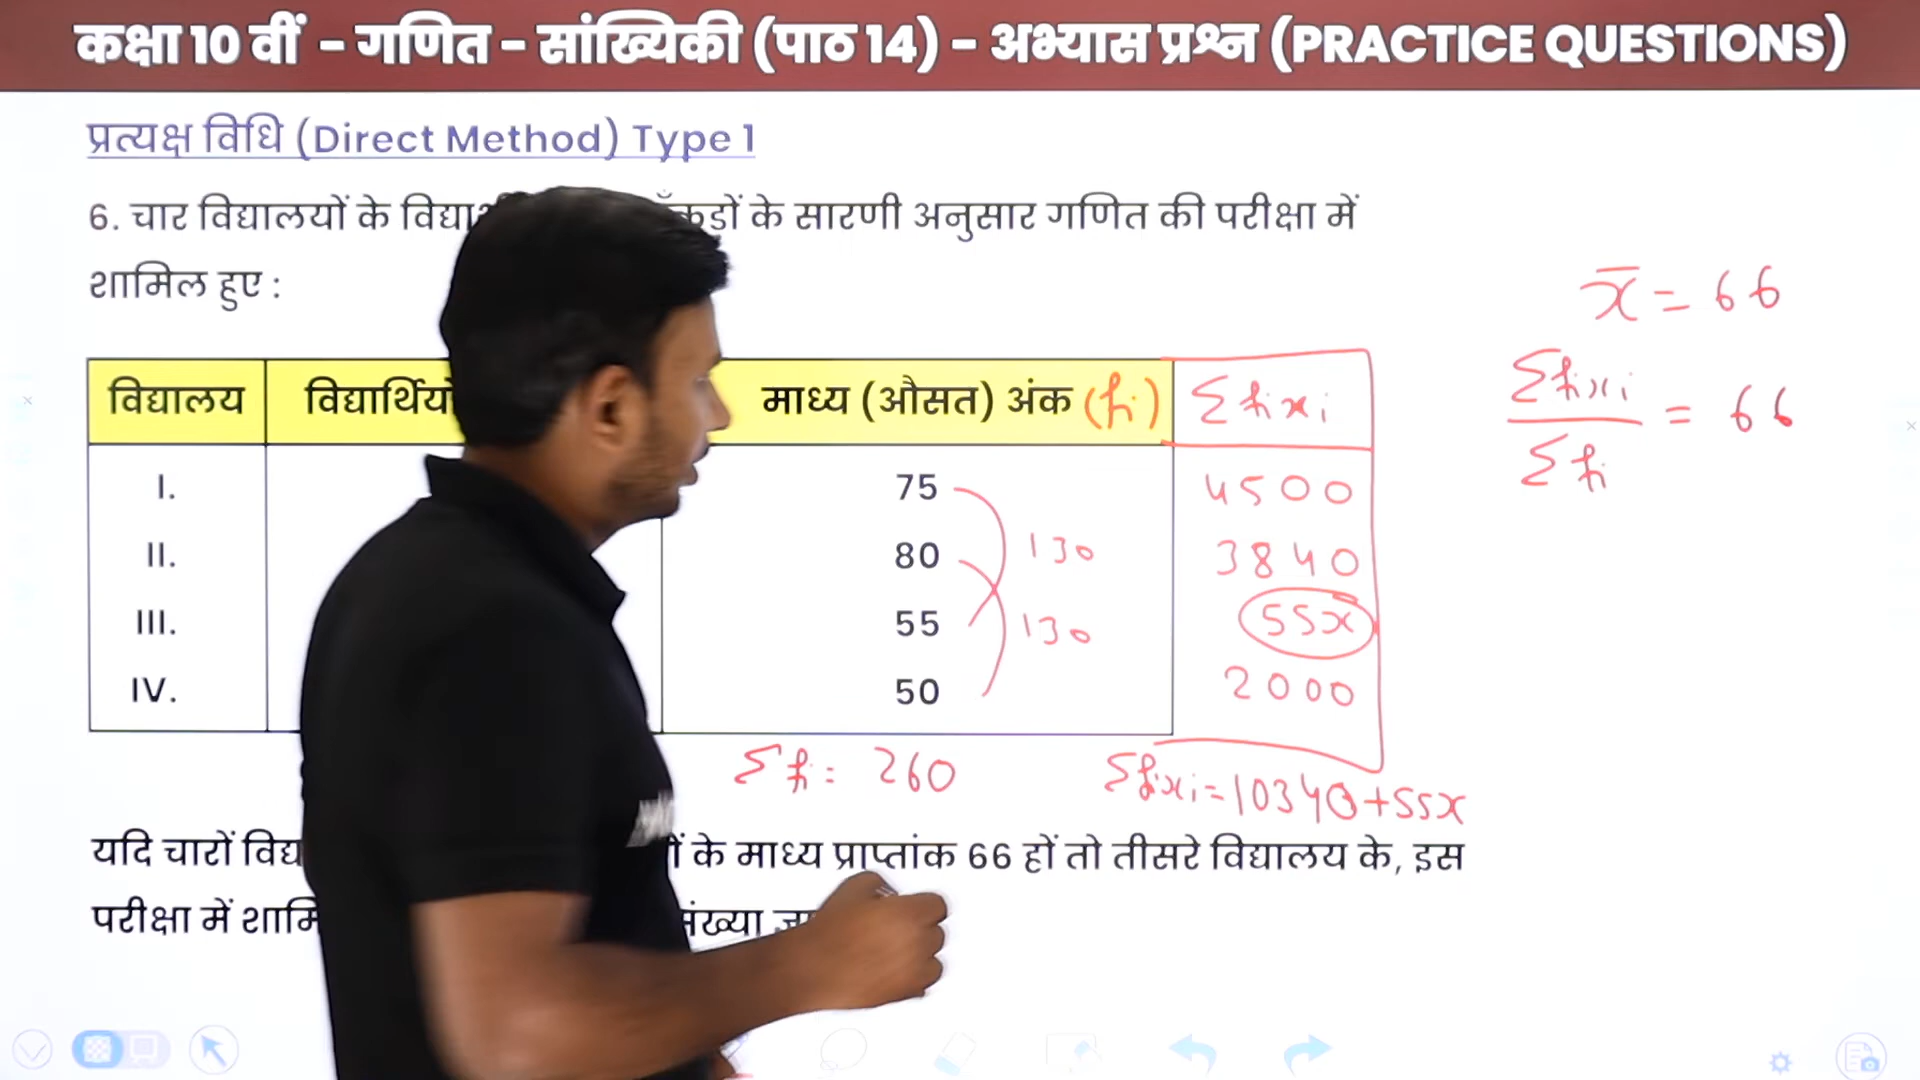 कक्षा 10 वीं - गणित - सांख्यिकी (पाठ 14) - अभ्यास प्रश्न (PRACTICE QUESTIONS)
प्रत्यक्ष विधि (Direct Method) Type 1
6. चार विद्यालयों के के सारणी अनुसार गणित की परीक्षा में
शामिल हुए :
x̄ = 66
विद्यालय माध्य (औसत) अंक (fi) Σfixi
Σfixi / Σfi = 66
I. 75 4500
130
II. 80 3840
III. 55 130 55x
IV. 50 2000
Σfi = 260 Σfixi = 10340 + 55x
यदि चारों के माध्य प्राप्तांक 66 हों तो तीसरे विद्यालय के, इस
परीक्षा में